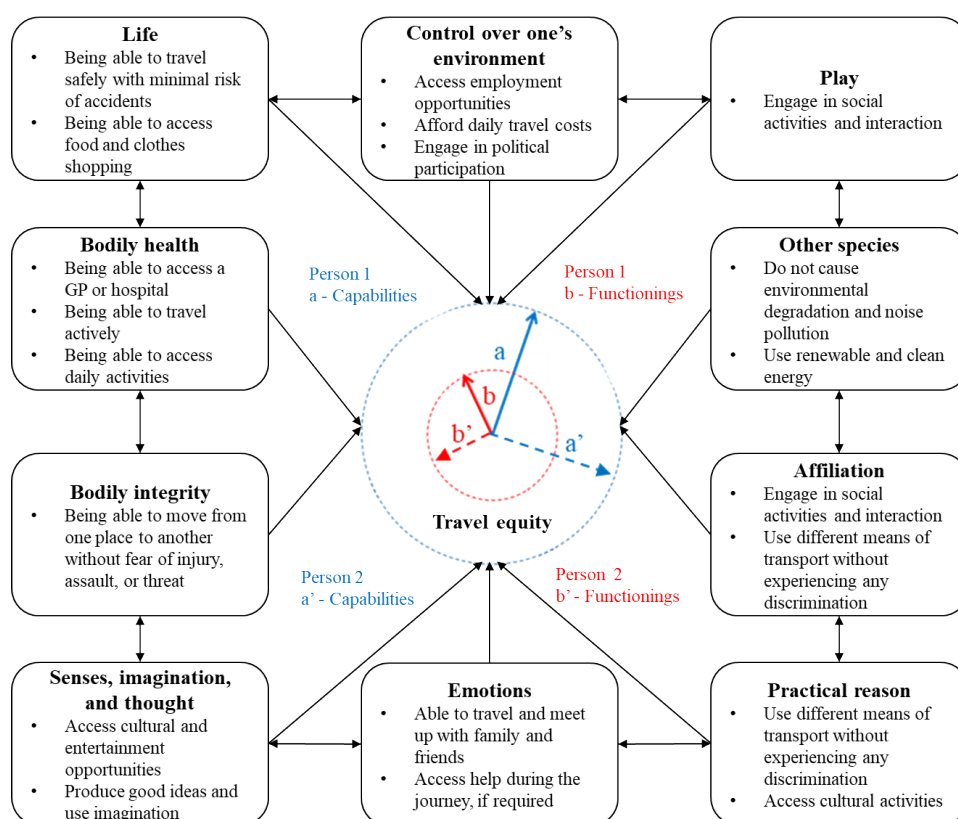 Life
• Being able to travel
safely with minimal risk
of accidents
• Being able to access
food and clothes
shopping
Control over one's
environment
• Access employment
opportunities
• Afford daily travel costs
• Engage in political
participation
Play
• Engage in social
activities and interaction
Bodily health
• Being able to access a
GP or hospital
• Being able to travel
actively
• Being able to access
daily activities
Person 1
a - Capabilities
Person 1
b - Functionings
Other species
• Do not cause
environmental
degradation and noise
pollution
• Use renewable and clean
energy
a
b
b'
a'
Travel equity
Bodily integrity
• Being able to move from
one place to another
without fear of injury,
assault, or threat
Affiliation
• Engage in social
activities and interaction
• Use different means of
transport without
experiencing any
discrimination
Person 2
a' - Capabilities
Person 2
b' - Functionings
Senses, imagination,
and thought
• Access cultural and
entertainment
opportunities
• Produce good ideas and
use imagination
Emotions
• Able to travel and meet
up with family and
friends
• Access help during the
journey, if required
Practical reason
• Use different means of
transport without
experiencing any
discrimination
• Access cultural activities